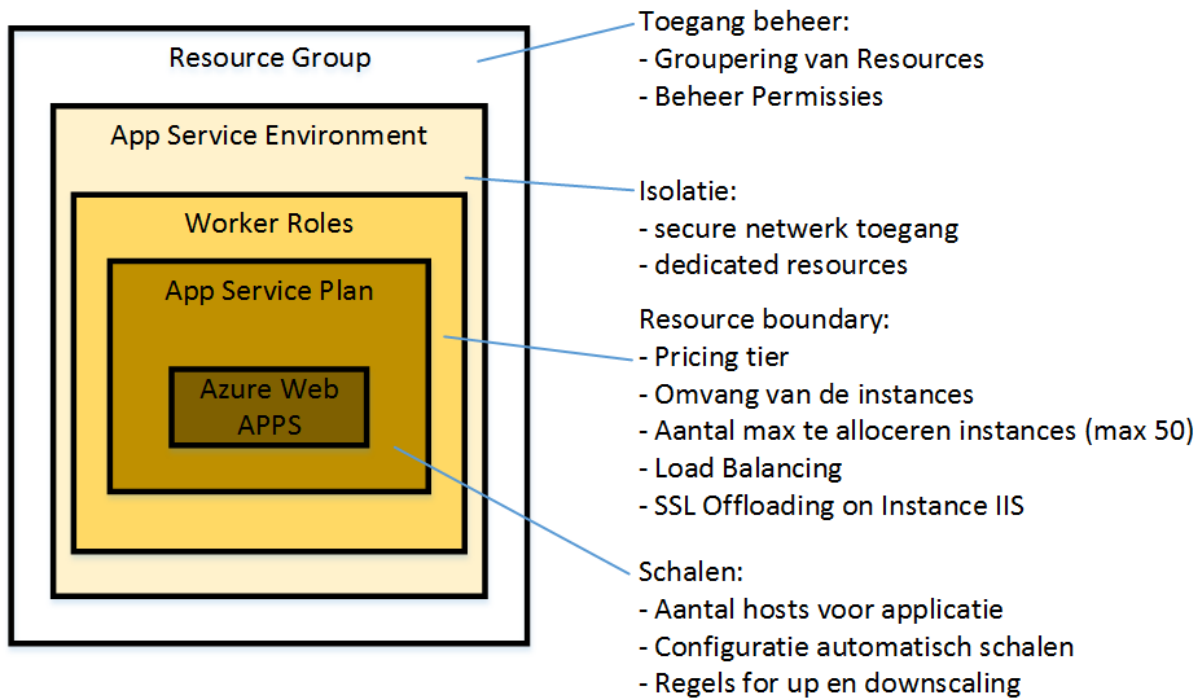 Resource Group
App Service Environment
Worker Roles
App Service Plan
Azure Web
APPS
Toegang beheer:
- Groupering van Resources
- Beheer Permissies
Isolatie:
- secure netwerk toegang
- dedicated resources
Resource boundary:
- Pricing tier
- Omvang van de instances
- Aantal max te alloceren instances (max 50)
- Load Balancing
- SSL Offloading on Instance IIS
Schalen:
- Aantal hosts voor applicatie
- Configuratie automatisch schalen
- Regels for up en downscaling